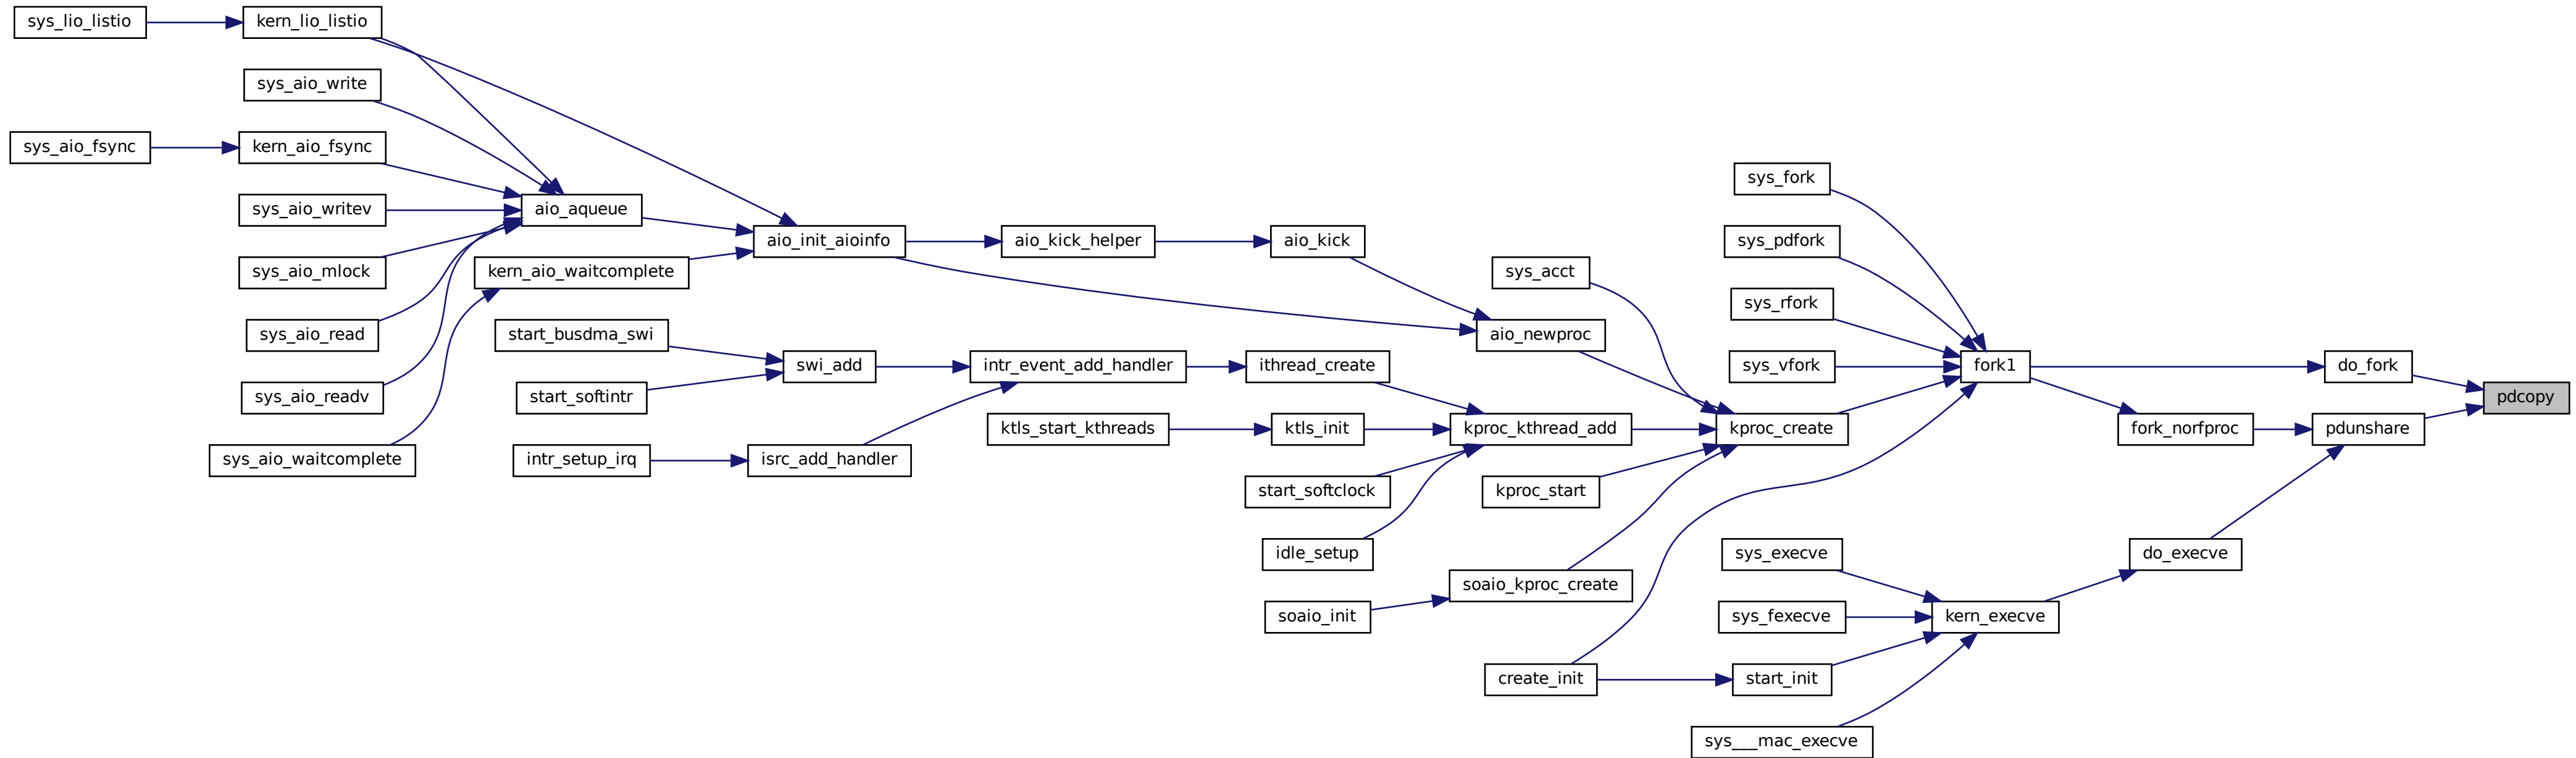 sys_lio_listio
kern_lio_listio
sys_aio_write
sys_aio_fsync
kern_aio_fsync
sys_aio_writev
aio_aqueue
sys_aio_mlock
kern_aio_waitcomplete
sys_aio_read
sys_aio_readv
sys_aio_waitcomplete
aio_init_aioinfo
aio_kick_helper
aio_kick
start_busdma_swi
start_softintr
swi_add
intr_event_add_handler
ithread_create
intr_setup_irq
isrc_add_handler
ktls_start_kthreads
ktls_init
start_softclock
idle_setup
soaio_init
sys_acct
aio_newproc
kproc_kthread_add
kproc_start
soaio_kproc_create
create_init
sys_fork
sys_pdfork
sys_rfork
sys_vfork
kproc_create
sys_execve
sys_fexecve
start_init
sys___mac_execve
fork1
kern_execve
fork_norfproc
do_execve
do_fork
pdunshare
pdcopy